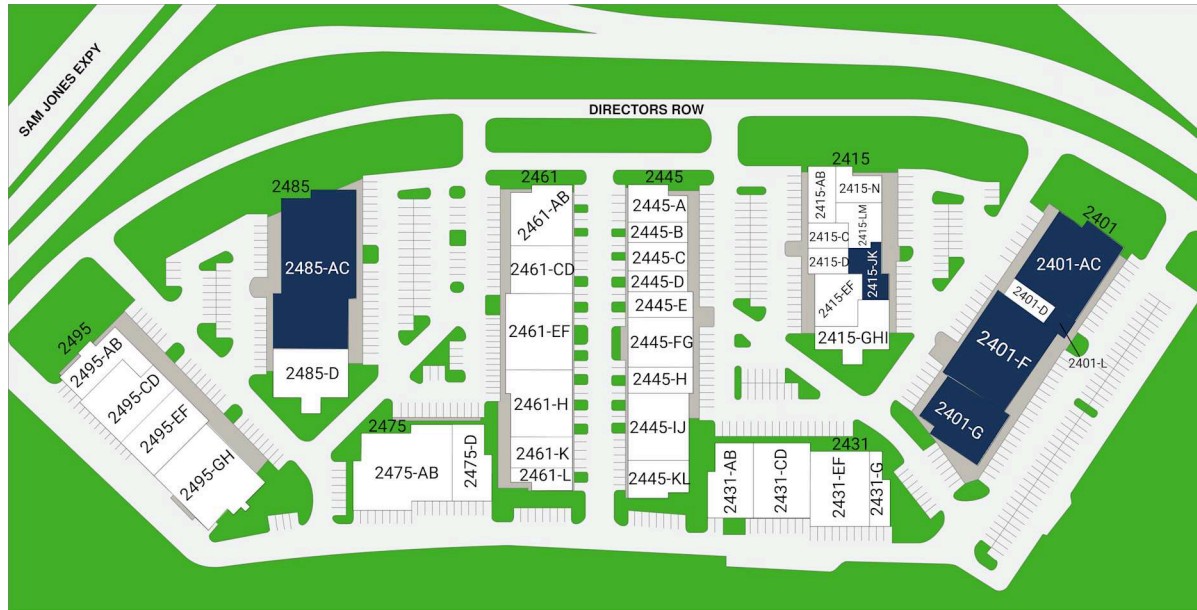 SAM JONES EXPY
DIRECTORS ROW
2485
2485-AC
2485-D
2495
2495-AB
2495-CD
2495-EF
2495-GH
2475
2475-AB
2475-D
2461
2461-AB
2461-CD
2461-EF
2461-H
2461-K
2461-L
2445
2445-A
2445-B
2445-C
2445-D
2445-E
2445-FG
2445-H
2445-IJ
2445-KL
2415
2415-AB
2415-N
2415-LM
2415-C
2415-D
2415-JK
2415-EF
2415-GHI
2431
2431-AB
2431-CD
2431-EF
2431-G
2401
2401-AC
2401-D
2401-F
2401-L
2401-G